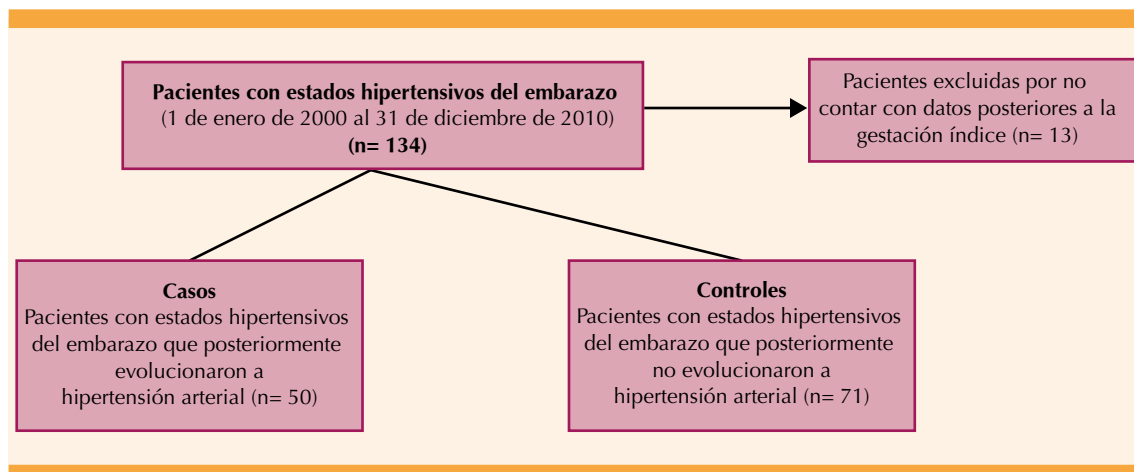 Pacientes con estados hipertensivos del embarazo
(1 de enero de 2000 al 31 de diciembre de 2010)
(n= 134)
Pacientes excluidas por no
contar con datos posteriores a la
gestación índice (n= 13)
Casos
Pacientes con estados hipertensivos
del embarazo que posteriormente
evolucionaron a
hipertensión arterial (n= 50)
Controles
Pacientes con estados hipertensivos
del embarazo que posteriormente
no evolucionaron a
hipertensión arterial (n= 71)